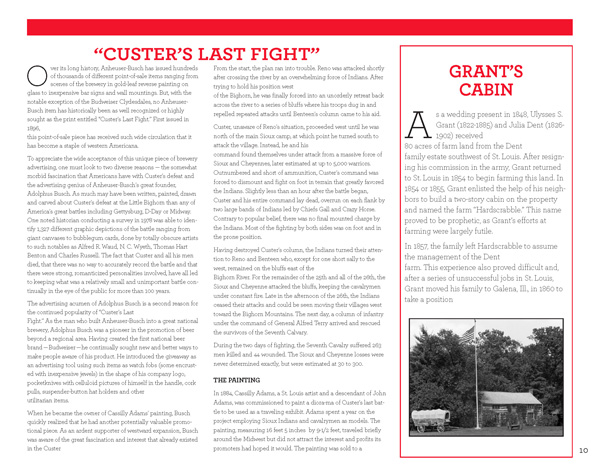 “CUSTER’S LAST FIGHT”
Over its long history, Anheuser-Busch has issued hundreds
of thousands of different point-of-sale items ranging from
scenes of the brewery in gold-leaf reverse painting on
glass to inexpensive bar signs and wall mountings. But, with the
notable exception of the Budweiser Clydesdales, no Anheuser-
Busch item has historically been as well recognized or highly
sought as the print entitled “Custer’s Last Fight.” First issued in
1896,
this point-of-sale piece has received such wide circulation that it
has become a staple of western Americana.
To appreciate the wide acceptance of this unique piece of brewery
advertising, one must look to two diverse reasons — the somewhat
morbid fascination that Americans have with Custer’s defeat and
the advertising genius of Anheuser-Busch’s great founder,
Adolphus Busch. As much may have been written, painted, drawn
and carved about Custer’s defeat at the Little Bighorn than any of
America’s great battles including Gettysburg, D-Day or Midway.
One noted historian conducting a survey in 1978 was able to iden-
tify 1,327 different graphic depictions of the battle ranging from
giant canvases to bubblegum cards, done by totally obscure artists
to such notables as Alfred R. Waud, N. C. Wyeth, Thomas Hart
Benton and Charles Russell. The fact that Custer and all his men
died, that there was no way to accurately record the battle and that
there were strong, romanticized personalities involved, have all led
to keeping what was a relatively small and unimportant battle con-
tinually in the eye of the public for more than 100 years.
The advertising acumen of Adolphus Busch is a second reason for
the continued popularity of “Custer’s Last
Fight.” As the man who built Anheuser-Busch into a great national
brewery, Adolphus Busch was a pioneer in the promotion of beer
beyond a regional area. Having created the first national beer
brand — Budweiser — he continually sought new and better ways to
make people aware of his product. He introduced the giveaway as
an advertising tool using such items as watch fobs (some encrust-
ed with inexpensive jewels) in the shape of his company logo,
pocketknives with celluloid pictures of himself in the handle, cork
pulls, suspender button hat holders and other
utilitarian items.
When he became the owner of Cassilly Adams’ painting, Busch
quickly realized that he had another potentially valuable promo-
tional piece. As an ardent supporter of westward expansion, Busch
was aware of the great fascination and interest that already existed
in the Custer
From the start, the plan ran into trouble. Reno was attacked shortly
after crossing the river by an overwhelming force of Indians. After
trying to hold his position west
of the Bighorn, he was finally forced into an unorderly retreat back
across the river to a series of bluffs where his troops dug in and
repelled repeated attacks until Benteen’s column came to his aid.
Custer, unaware of Reno’s situation, proceeded west until he was
north of the main Sioux camp, at which point he turned south to
attack the village. Instead, he and his
command found themselves under attack from a massive force of
Sioux and Cheyennes, later estimated at up to 5,000 warriors.
Outnumbered and short of ammunition, Custer’s command was
forced to dismount and fight on foot in terrain that greatly favored
the Indians. Slightly less than an hour after the battle began,
Custer and his entire command lay dead, overrun on each flank by
two large bands of Indians led by Chiefs Gall and Crazy Horse.
Contrary to popular belief, there was no final mounted charge by
the Indians. Most of the fighting by both sides was on foot and in
the prone position.
Having destroyed Custer’s column, the Indians turned their atten-
tion to Reno and Benteen who, except for one short sally to the
west, remained on the bluffs east of the
Bighorn River. For the remainder of the 25th and all of the 26th, the
Sioux and Cheyenne attacked the bluffs, keeping the cavalrymen
under constant fire. Late in the afternoon of the 26th, the Indians
ceased their attacks and could be seen moving their villages west
toward the Bighorn Mountains. The next day, a column of infantry
under the command of General Alfred Terry arrived and rescued
the survivors of the Seventh Calvary.
During the two days of fighting, the Seventh Cavalry suffered 263
men killed and 44 wounded. The Sioux and Cheyenne losses were
never determined exactly, but were estimated at 30 to 300.
THE PAINTING
In 1884, Cassilly Adams, a St. Louis artist and a descendant of John
Adams, was commissioned to paint a diorama of Custer’s last bat-
tle to be used as a traveling exhibit. Adams spent a year on the
project employing Sioux Indians and cavalrymen as models. The
painting, measuring 16 feet 5 inches by 9-1/2 feet, traveled briefly
around the Midwest but did not attract the interest and profits its
promoters had hoped it would. The painting was sold to a
GRANT’S
CABIN
As a wedding present in 1848, Ulysses S.
Grant (1822-1885) and Julia Dent (1826-
1902) received
80 acres of farm land from the Dent
family estate southwest of St. Louis. After resign-
ing his commission in the army, Grant returned
to St. Louis in 1854 to begin farming this land. In
1854 or 1855, Grant enlisted the help of his neigh-
bors to build a two-story cabin on the property
and named the farm “Hardscrabble.” This name
proved to be prophetic, as Grant’s efforts at
farming were largely futile.
In 1857, the family left Hardscrabble to assume
the management of the Dent
farm. This experience also proved difficult and,
after a series of unsuccessful jobs in St. Louis,
Grant moved his family to Galena, Ill., in 1860 to
take a position
10